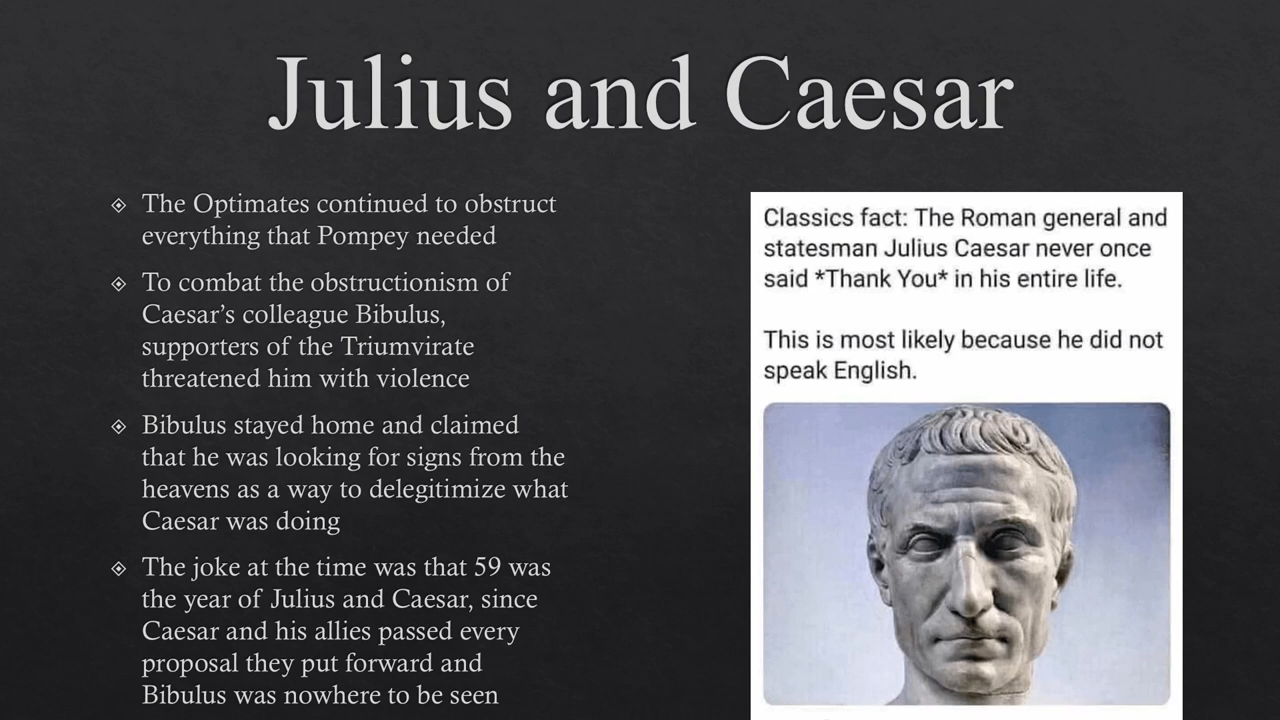 Julius and Caesar
The Optimates continued to obstruct
everything that Pompey needed
To combat the obstructionism of
Caesar’s colleague Bibulus,
supporters of the Triumvirate
threatened him with violence
Bibulus stayed home and claimed
that he was looking for signs from the
heavens as a way to delegitimize what
Caesar was doing
The joke at the time was that 59 was
the year of Julius and Caesar, since
Caesar and his allies passed every
proposal they put forward and
Bibulus was nowhere to be seen
Classics fact: The Roman general and
statesman Julius Caesar never once
said *Thank You* in his entire life.
This is most likely because he did not
speak English.